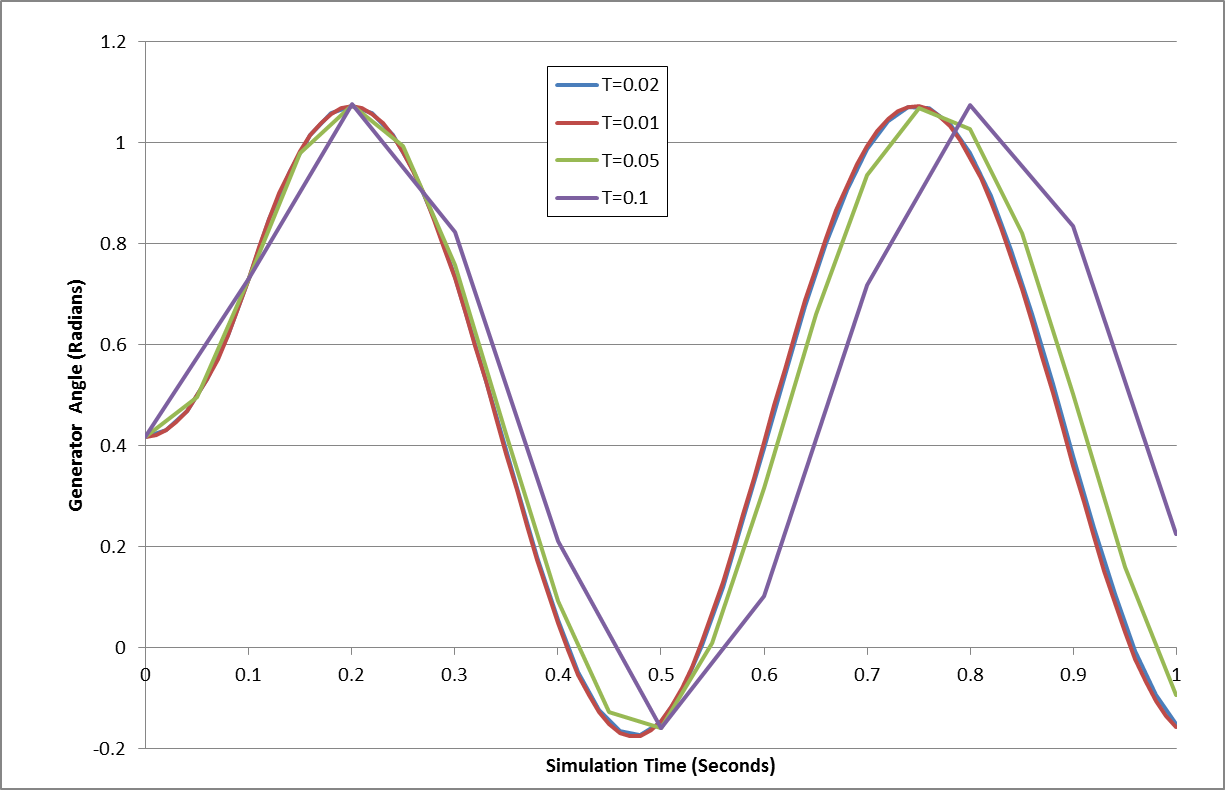 1.2
1
0.8
0.6
0.4
0.2
0
-0.2
T=0.02
T=0.01
T=0.05
T=0.1
0 0.1 0.2 0.3 0.4 0.5 0.6 0.7 0.8 0.9 1
Generator Angle (Radians)
Simulation Time (Seconds)